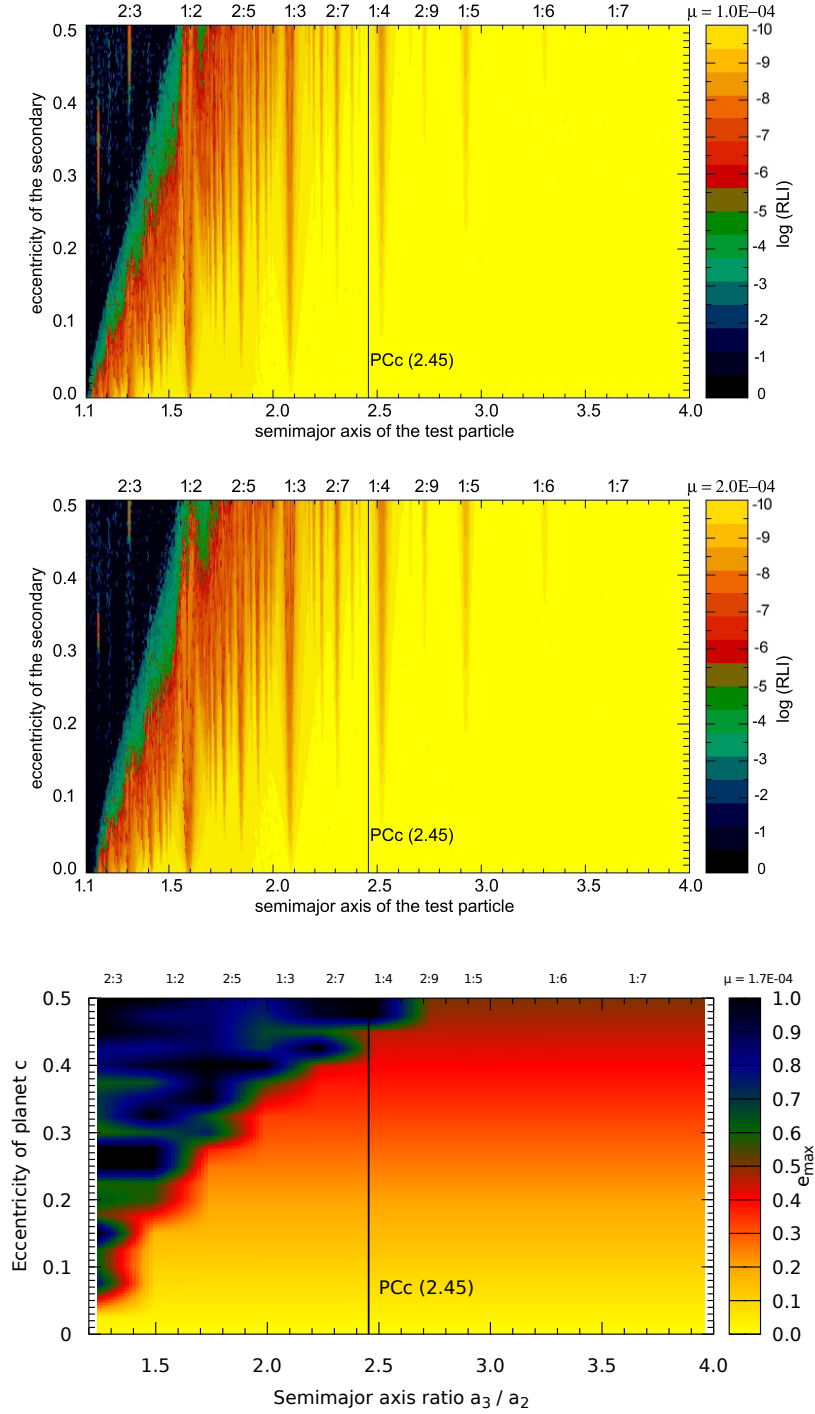 2:3 1:2 2:5 1:3 2:7 1:4 2:9 1:5 1:6 1:7 μ = 1.0E−04
0.5
0.4
0.3
0.2
0.1
0.0
eccentricity of the secondary
PCc (2.45)
1.1 1.5 2.0 2.5 3.0 3.5 4.0
semimajor axis of the test particle
-10
-9
-8
-7
-6
-5
-4
-3
-2
-1
0
log (RLI)
2:3 1:2 2:5 1:3 2:7 1:4 2:9 1:5 1:6 1:7 μ = 2.0E−04
0.5
0.4
0.3
0.2
0.1
0.0
eccentricity of the secondary
PCc (2.45)
1.1 1.5 2.0 2.5 3.0 3.5 4.0
semimajor axis of the test particle
-10
-9
-8
-7
-6
-5
-4
-3
-2
-1
0
log (RLI)
2:3 1:2 2:5 1:3 2:7 1:4 2:9 1:5 1:6 1:7 μ = 1.7E-04
0.5
0.4
0.3
0.2
0.1
0
Eccentricity of planet c
PCc (2.45)
1.5 2.0 2.5 3.0 3.5 4.0
Semimajor axis ratio a3 / a2
1.0
0.9
0.8
0.7
0.6
0.5
0.4
0.3
0.2
0.1
0.0
emax